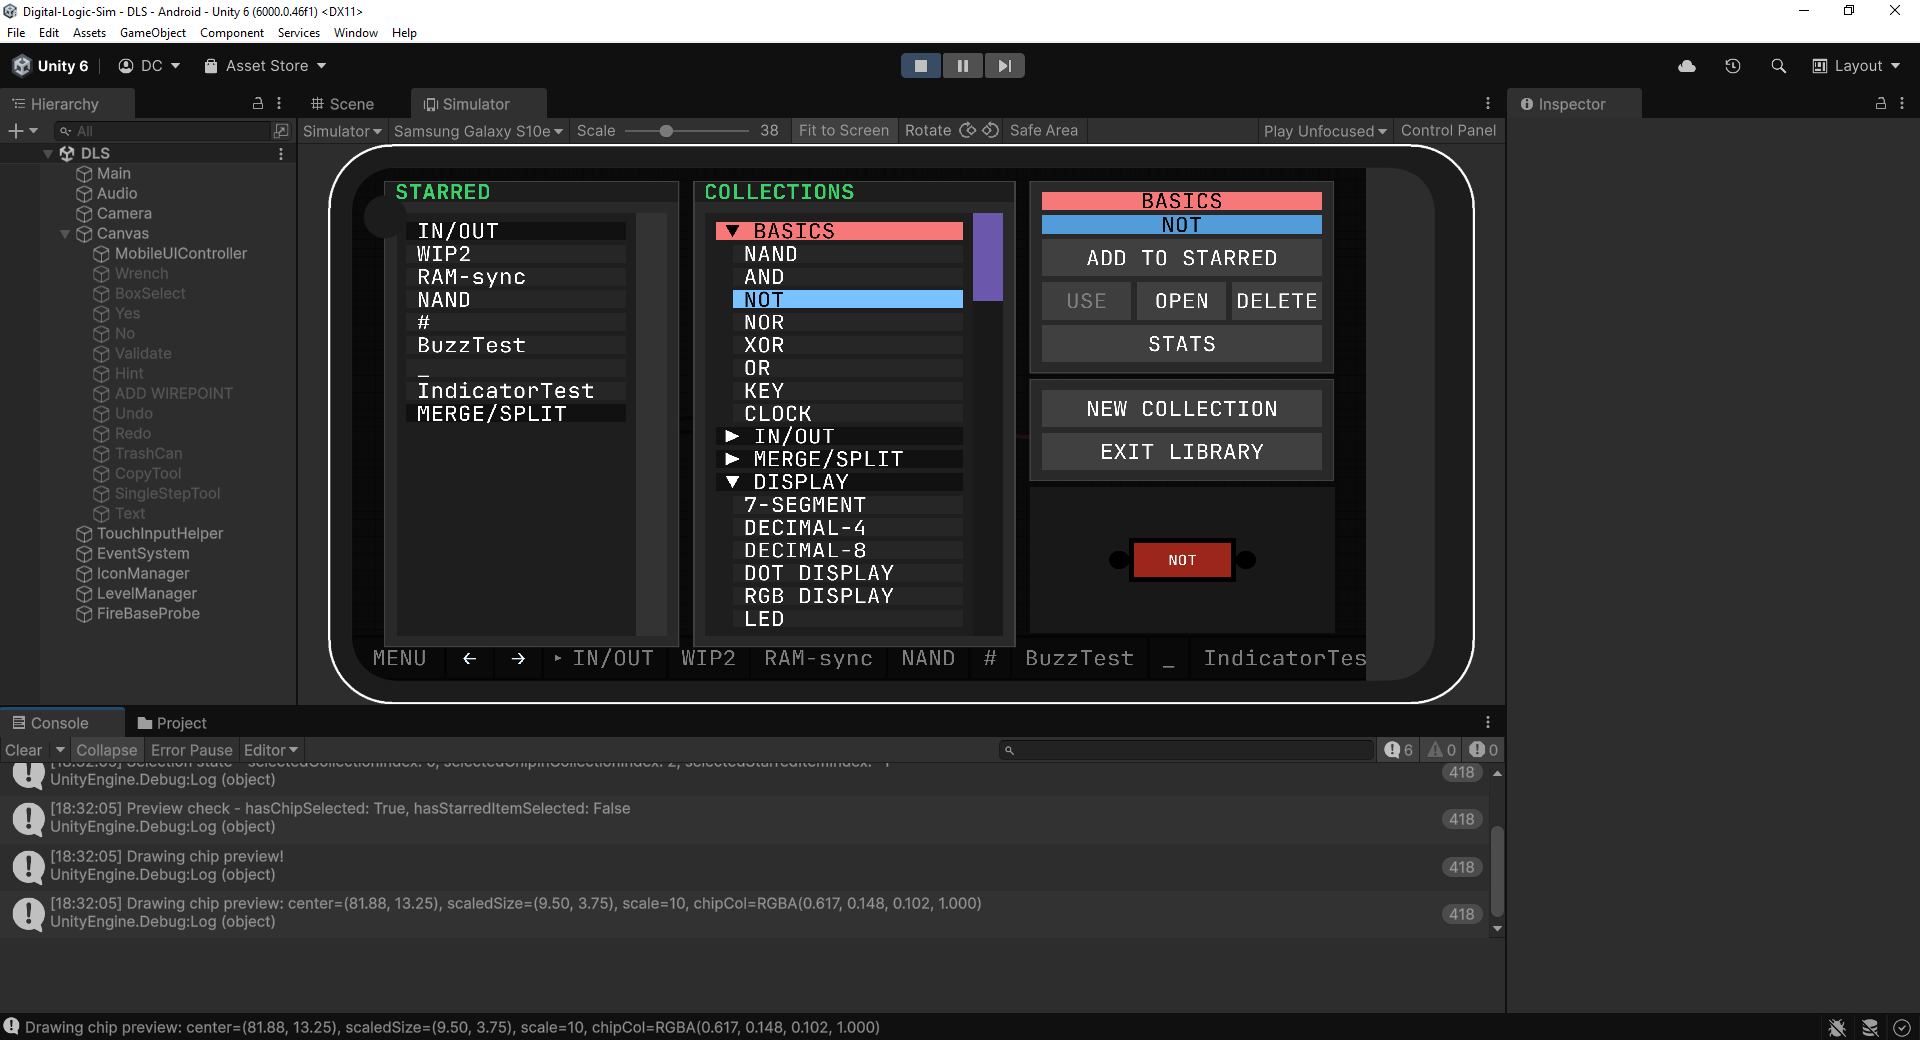 Digital-Logic-Sim - DLS - Android - Unity 6 (6000.0.46f1) <DX11>
File Edit Assets GameObject Component Services Window Help
Unity 6 DC Asset Store Layout
Hierarchy Scene Simulator Inspector
All Simulator Samsung Galaxy S10e Scale 38 Fit to Screen Rotate Safe Area Play Unfocused Control Panel
DLS
Main
Audio
Camera
Canvas
MobileUIController
Wrench
BoxSelect
Yes
No
Validate
Hint
ADD WIREPOINT
Undo
Redo
TrashCan
CopyTool
SingleStepTool
Text
TouchInputHelper
EventSystem
IconManager
LevelManager
FireBaseProbe
STARRED
IN/OUT
WIP2
RAM-sync
NAND
#
BuzzTest
_
IndicatorTest
MERGE/SPLIT
COLLECTIONS
▼ BASICS
NAND
AND
NOT
NOR
XOR
OR
KEY
CLOCK
▶ IN/OUT
▶ MERGE/SPLIT
▼ DISPLAY
7-SEGMENT
DECIMAL-4
DECIMAL-8
DOT DISPLAY
RGB DISPLAY
LED
BASICS
NOT
ADD TO STARRED
USE OPEN DELETE
STATS
NEW COLLECTION
EXIT LIBRARY
NOT
MENU ← → ▸ IN/OUT WIP2 RAM-sync NAND # BuzzTest _ IndicatorTes
Console Project
Clear Collapse Error Pause Editor 6 0 0
[18:32:05] Selection state - selectedCollectionIndex: 0, selectedChipInCollectionIndex: 2, selectedStarredItemIndex: -1
UnityEngine.Debug:Log (object) 418
[18:32:05] Preview check - hasChipSelected: True, hasStarredItemSelected: False
UnityEngine.Debug:Log (object) 418
[18:32:05] Drawing chip preview!
UnityEngine.Debug:Log (object) 418
[18:32:05] Drawing chip preview: center=(81.88, 13.25), scaledSize=(9.50, 3.75), scale=10, chipCol=RGBA(0.617, 0.148, 0.102, 1.000)
UnityEngine.Debug:Log (object) 418
Drawing chip preview: center=(81.88, 13.25), scaledSize=(9.50, 3.75), scale=10, chipCol=RGBA(0.617, 0.148, 0.102, 1.000)